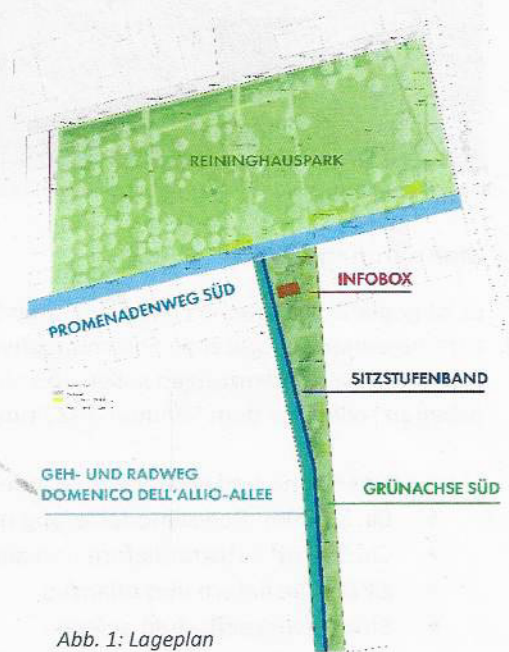 REININGHAUSPARK
INFOBOX
PROMENADENWEG SÜD
SITZSTUFENBAND
GEH- UND RADWEG
DOMENICO DELL'ALLIO-ALLEE
GRÜNACHSE SÜD
Abb. 1: Lageplan